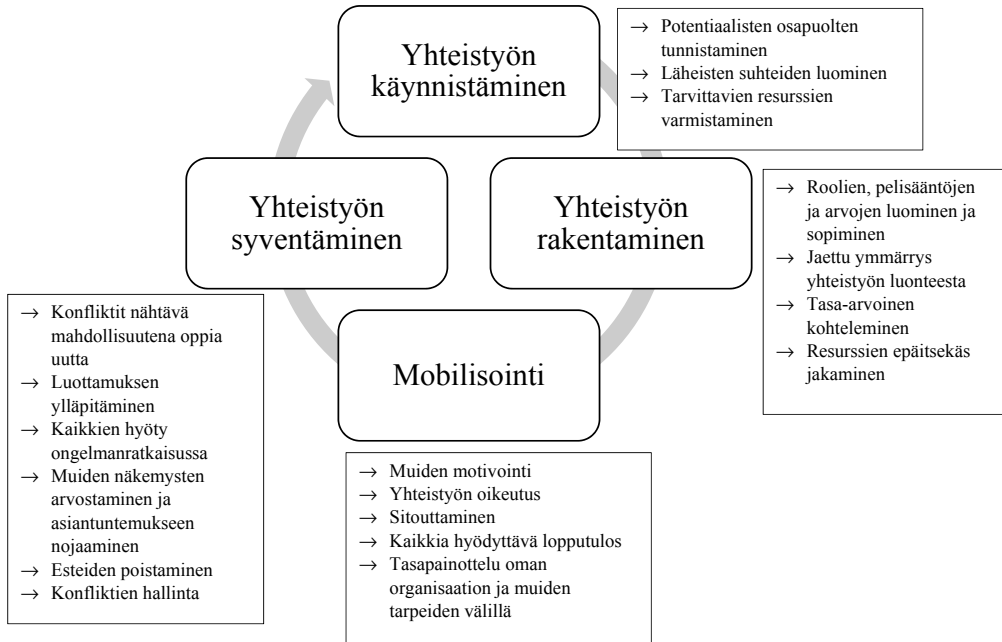 Yhteistyön
käynnistäminen
→ Potentiaalisten osapuolten
tunnistaminen
→ Läheisten suhteiden luominen
→ Tarvittavien resurssien
varmistaminen
Yhteistyön
rakentaminen
→ Roolien, pelisääntöjen
ja arvojen luominen ja
sopiminen
→ Jaettu ymmärrys
yhteistyön luonteesta
→ Tasa-arvoinen
kohteleminen
→ Resurssien epäitsekäs
jakaminen
Mobilisointi
→ Muiden motivointi
→ Yhteistyön oikeutus
→ Sitouttaminen
→ Kaikkia hyödyttävä lopputulos
→ Tasapainottelu oman
organisaation ja muiden
tarpeiden välillä
Yhteistyön
syventäminen
→ Konfliktit nähtävä
mahdollisuutena oppia
uutta
→ Luottamuksen
ylläpitäminen
→ Kaikkien hyöty
ongelmanratkaisussa
→ Muiden näkemysten
arvostaminen ja
asiantuntemukseen
nojaaminen
→ Esteiden poistaminen
→ Konfliktien hallinta